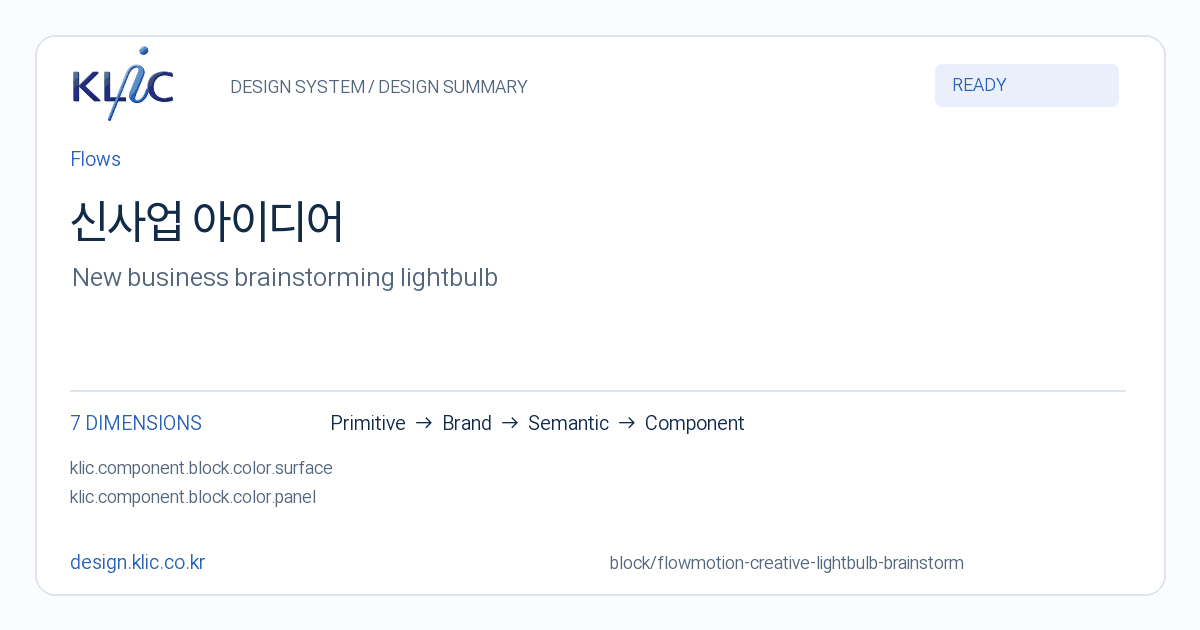 KLiC
DESIGN SYSTEM / DESIGN SUMMARY
READY
Flows
신사업 아이디어
New business brainstorming lightbulb
7 DIMENSIONS
Primitive → Brand → Semantic → Component
klic.component.block.color.surface
klic.component.block.color.panel
design.klic.co.kr
block/flowmotion-creative-lightbulb-brainstorm